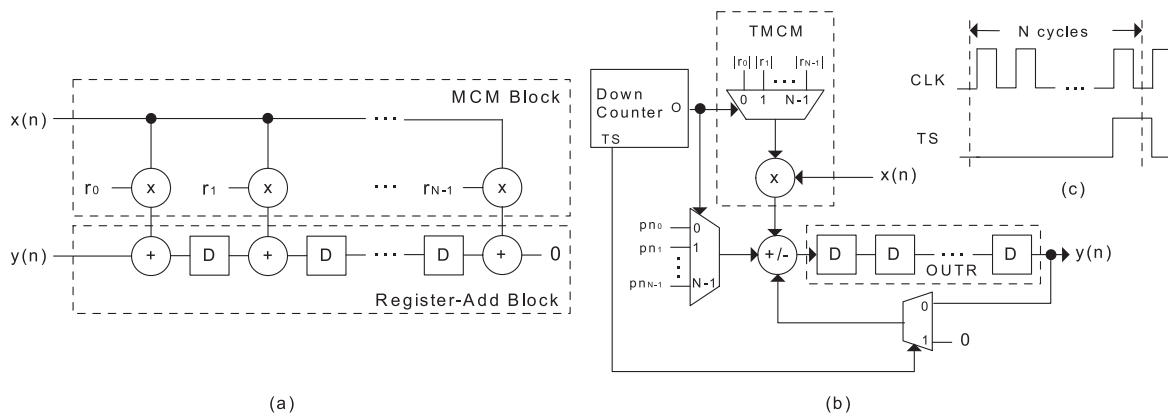 x(n)
MCM Block
...
x x x
r0 r1 ... rN-1
y(n) + D + D ... D + 0
Register-Add Block
(a)
TMCM
|r0| |r1| ... |rN-1|
0 1 N-1
Down
Counter
O
TS
x
x(n)
pn0 0
pn1 1
pnN-1 N-1
+/-
D D ... D
OUTR
y(n)
0
1
0
(b)
N cycles
CLK
...
TS
(c)